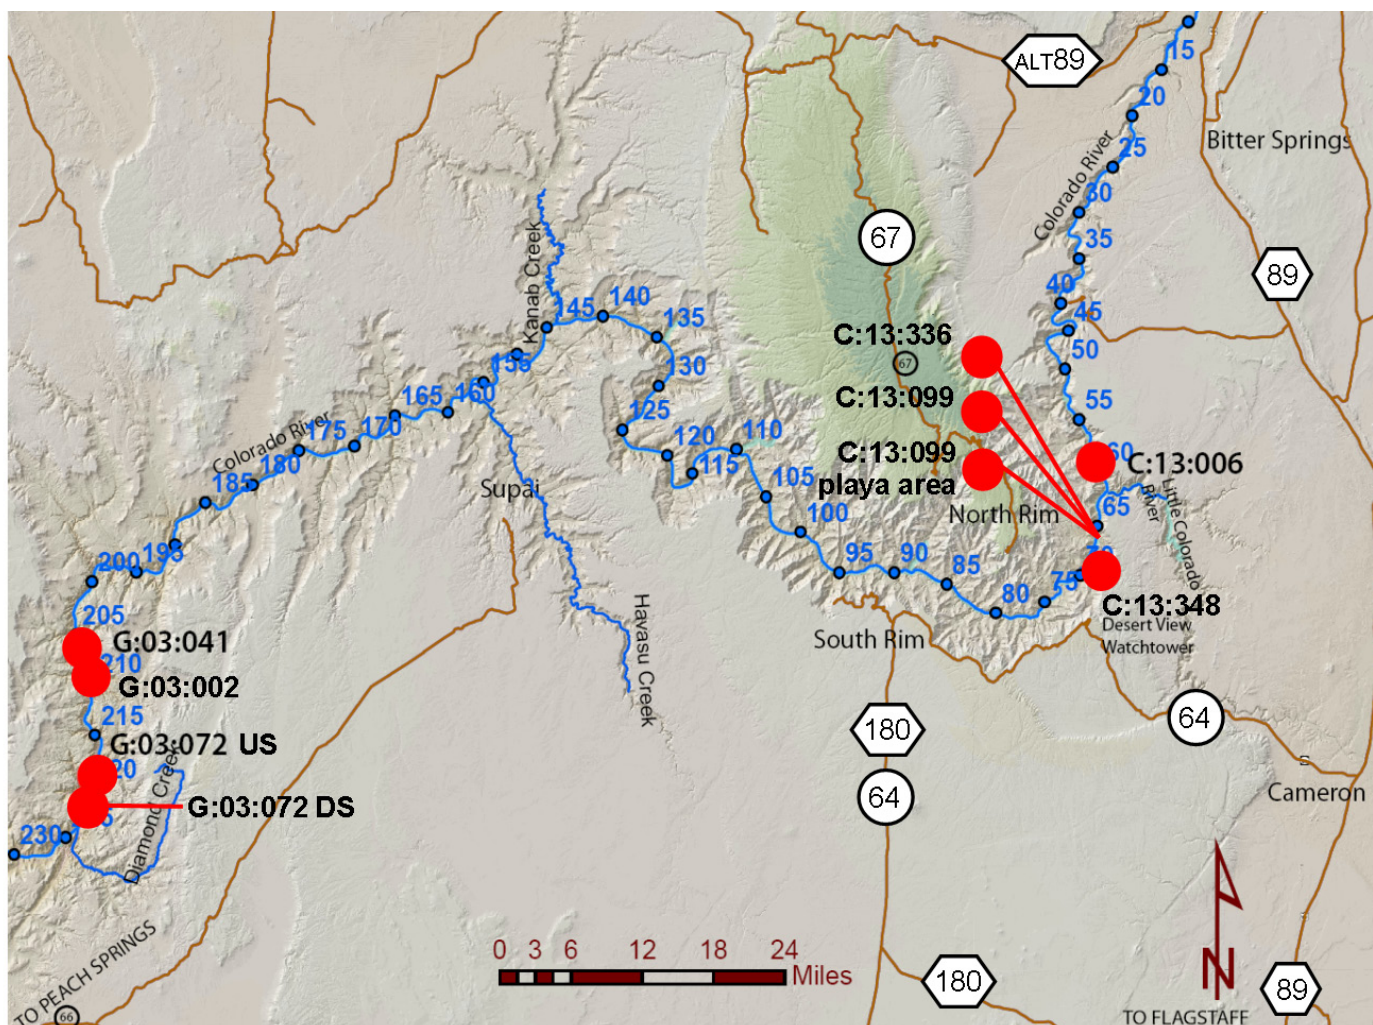 ALT89
15
20
Bitter Springs
25
Colorado River
30
67
35
89
40
45
Kanab Creek
145
140
135
C:13:336
50
67
155
130
160
C:13:099
55
165
125
Colorado River
175
170
120
110
C:13:099
playa area
60
C:13:006
180
115
185
Supai
105
North Rim
65
Little Colorado
River
100
195
200
95
90
85
75
80
C:13:348
205
Havasu Creek
South Rim
Desert View
Watchtower
G:03:041
210
G:03:002
215
180
64
G:03:072 US
20
Diamond Creek
64
G:03:072 DS
Cameron
230
TO PEACH SPRINGS
66
0 3 6 12 18 24
Miles
N
180
89
TO FLAGSTAFF